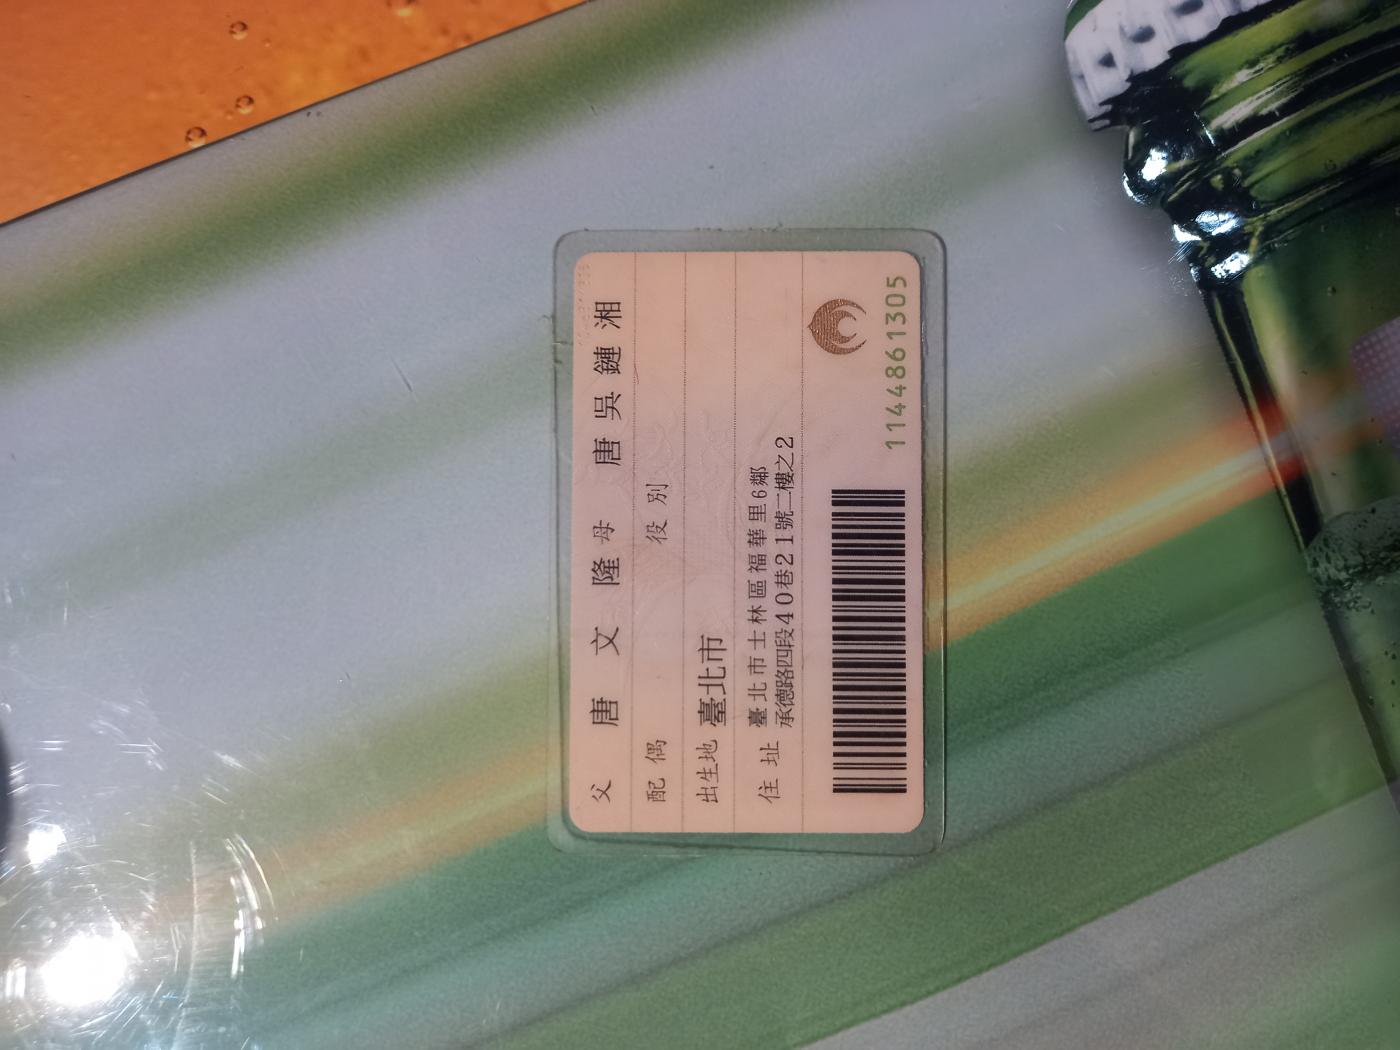 父 唐文隆 母 唐吳鏈湘
配偶 役別
出生地 臺北市
住址 臺北市士林區福華里6鄰
承德路四段40巷21號二樓之2
1144861305